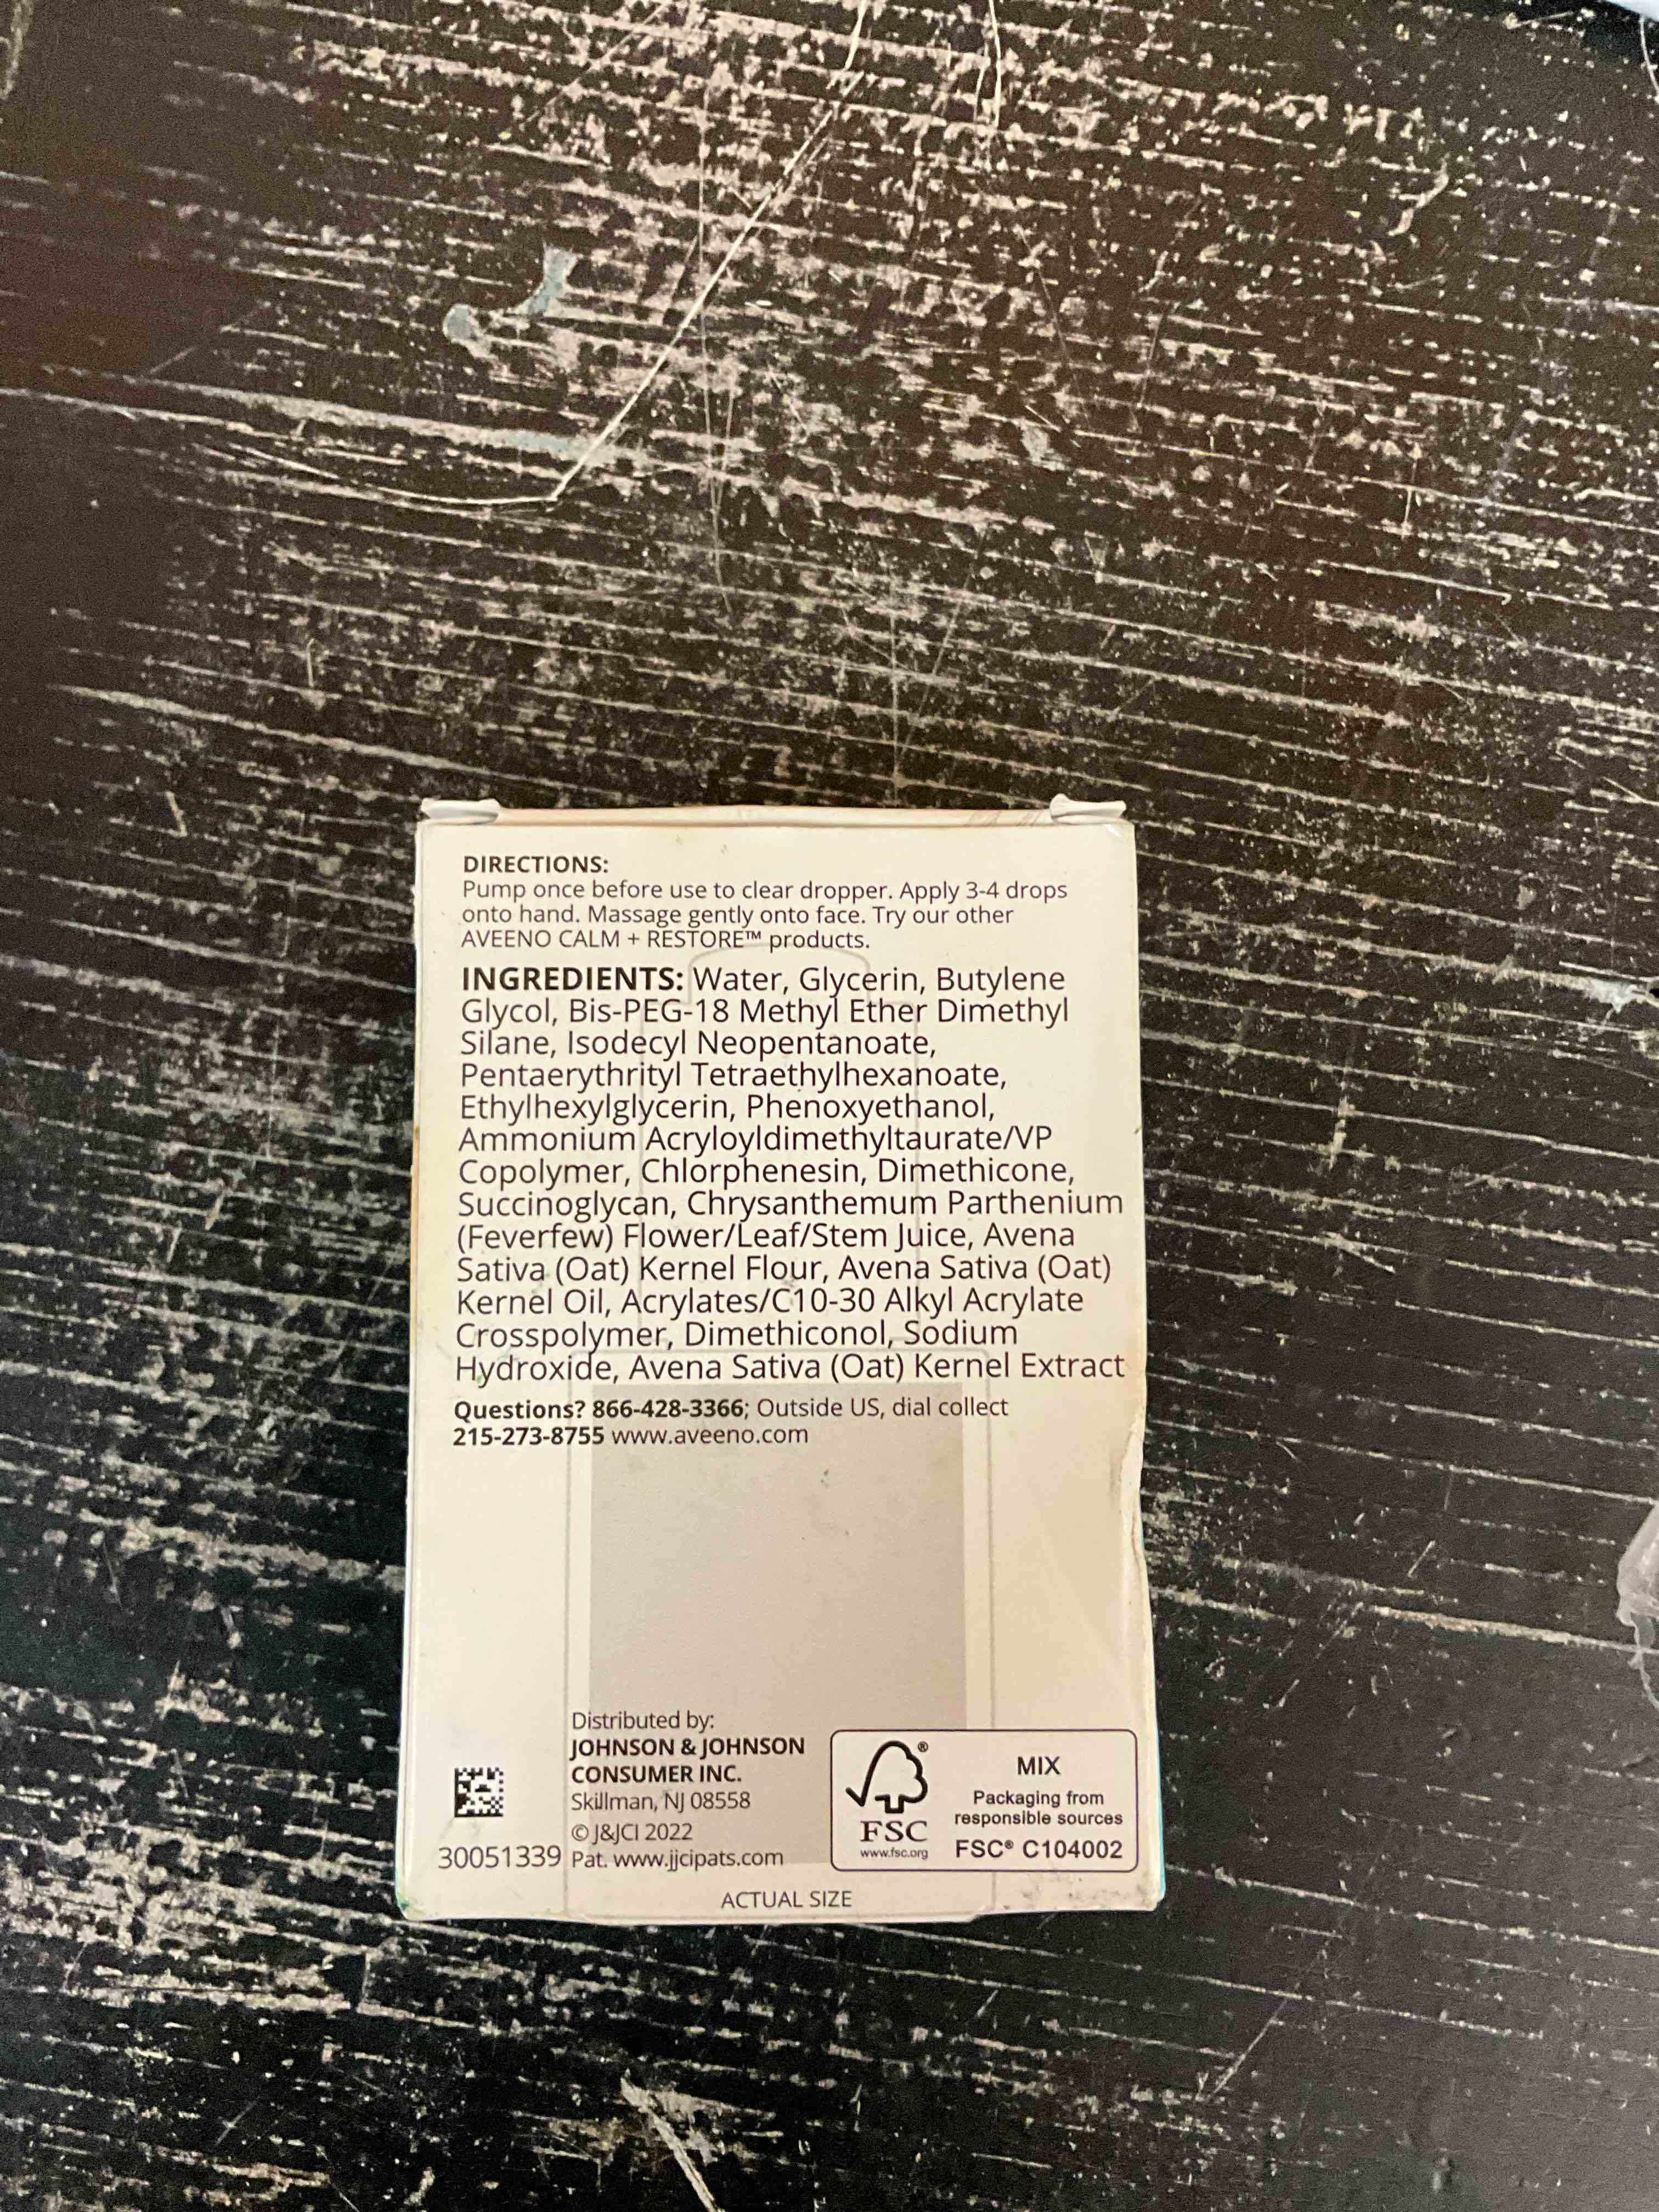 DIRECTIONS:
Pump once before use to clear dropper. Apply 3-4 drops
onto hand. Massage gently onto face. Try our other
AVEENO CALM + RESTORE™ products.
INGREDIENTS: Water, Glycerin, Butylene
Glycol, Bis-PEG-18 Methyl Ether Dimethyl
Silane, Isodecyl Neopentanoate,
Pentaerythrityl Tetraethylhexanoate,
Ethylhexylglycerin, Phenoxyethanol,
Ammonium Acryloyldimethyltaurate/VP
Copolymer, Chlorphenesin, Dimethicone,
Succinoglycan, Chrysanthemum Parthenium
(Feverfew) Flower/Leaf/Stem Juice, Avena
Sativa (Oat) Kernel Flour, Avena Sativa (Oat)
Kernel Oil, Acrylates/C10-30 Alkyl Acrylate
Crosspolymer, Dimethiconol, Sodium
Hydroxide, Avena Sativa (Oat) Kernel Extract
Questions? 866-428-3366; Outside US, dial collect
215-273-8755 www.aveeno.com
Distributed by:
JOHNSON & JOHNSON
CONSUMER INC.
Skillman, NJ 08558
© J&JCI 2022
30051339 Pat. www.jjcipats.com
®
FSC
www.fsc.org
MIX
Packaging from
responsible sources
FSC® C104002
ACTUAL SIZE